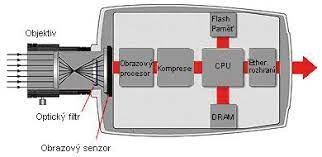 Objektiv
Flash
Paměť
Obrazový
procesor
Komprese
CPU
Ether.
rozhraní
DRAM
Optický filtr
Obrazový senzor